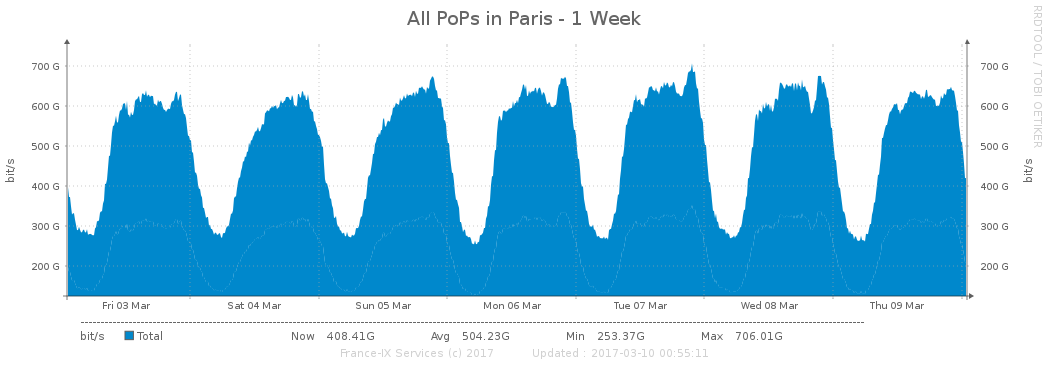 All PoPs in Paris - 1 Week
RRDTOOL / TOBI OETIKER
bit/s
700 G
600 G
500 G
400 G
300 G
200 G
700 G
600 G
500 G
400 G
300 G
200 G
bit/s
Fri 03 Mar Sat 04 Mar Sun 05 Mar Mon 06 Mar Tue 07 Mar Wed 08 Mar Thu 09 Mar
bit/s Total Now 408.41G Avg 504.23G Min 253.37G Max 706.01G
France-IX Services (c) 2017 Updated : 2017-03-10 00:55:11